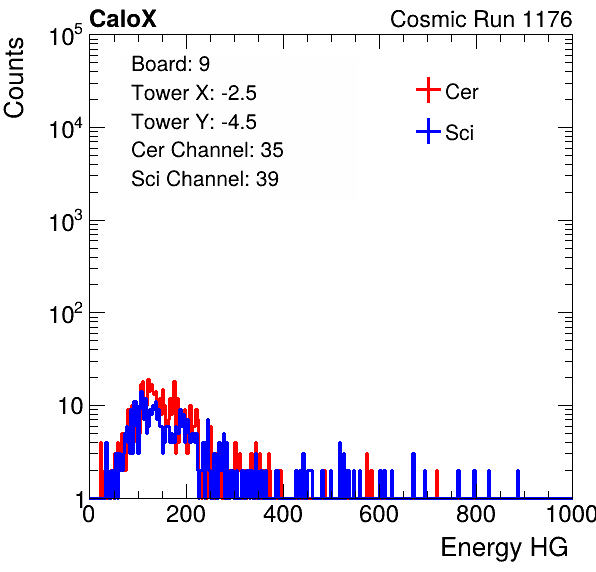 CaloX Cosmic Run 1176
Counts
Board: 9
Tower X: -2.5
Tower Y: -4.5
Cer Channel: 35
Sci Channel: 39
Cer
Sci
10^5
10^4
10^3
10^2
10
1
0 200 400 600 800 1000
Energy HG